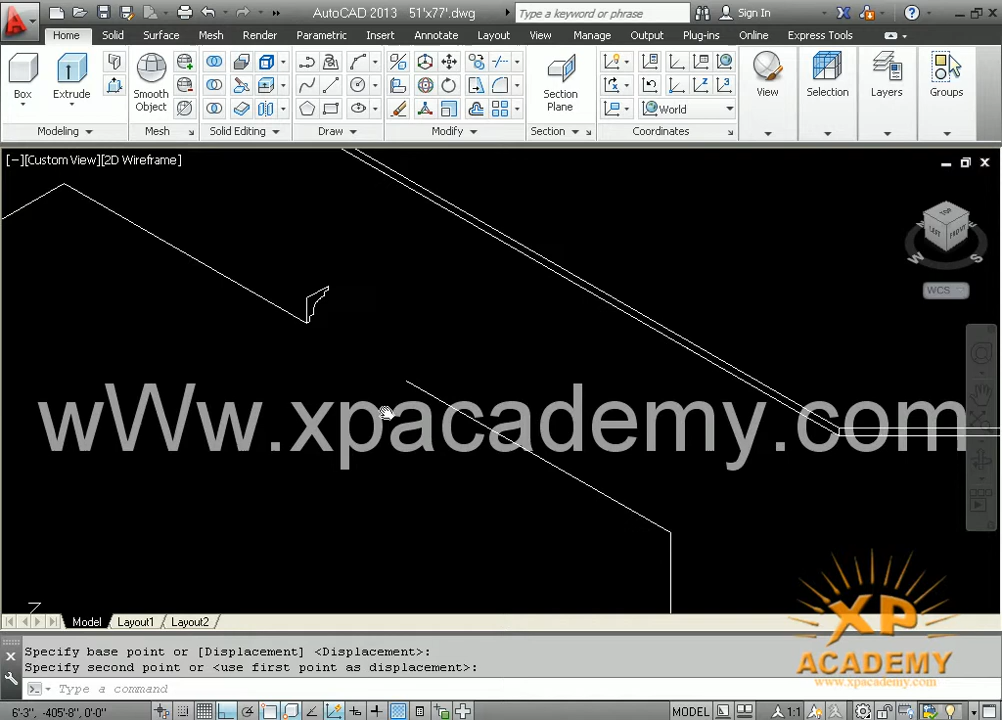 AutoCAD 2013 51'x77'.dwg
Type a keyword or phrase
Sign In
Home Solid Surface Mesh Render Parametric Insert Annotate Layout View Manage Output Plug-ins Online Express Tools
Box Extrude Smooth Object Section Plane World View Selection Layers Groups
Modeling Mesh Solid Editing Draw Modify Section Coordinates
[−][Custom View][2D Wireframe]
TOP
LEFT FRONT
W S
WCS
wWw.xpacademy.com
Z
XP
ACADEMY
www.xpacademy.com
Model Layout1 Layout2
Specify base point or [Displacement] <Displacement>:
Specify second point or <use first point as displacement>:
Type a command
6'-3", -405'-8", 0'-0"
MODEL 1:1